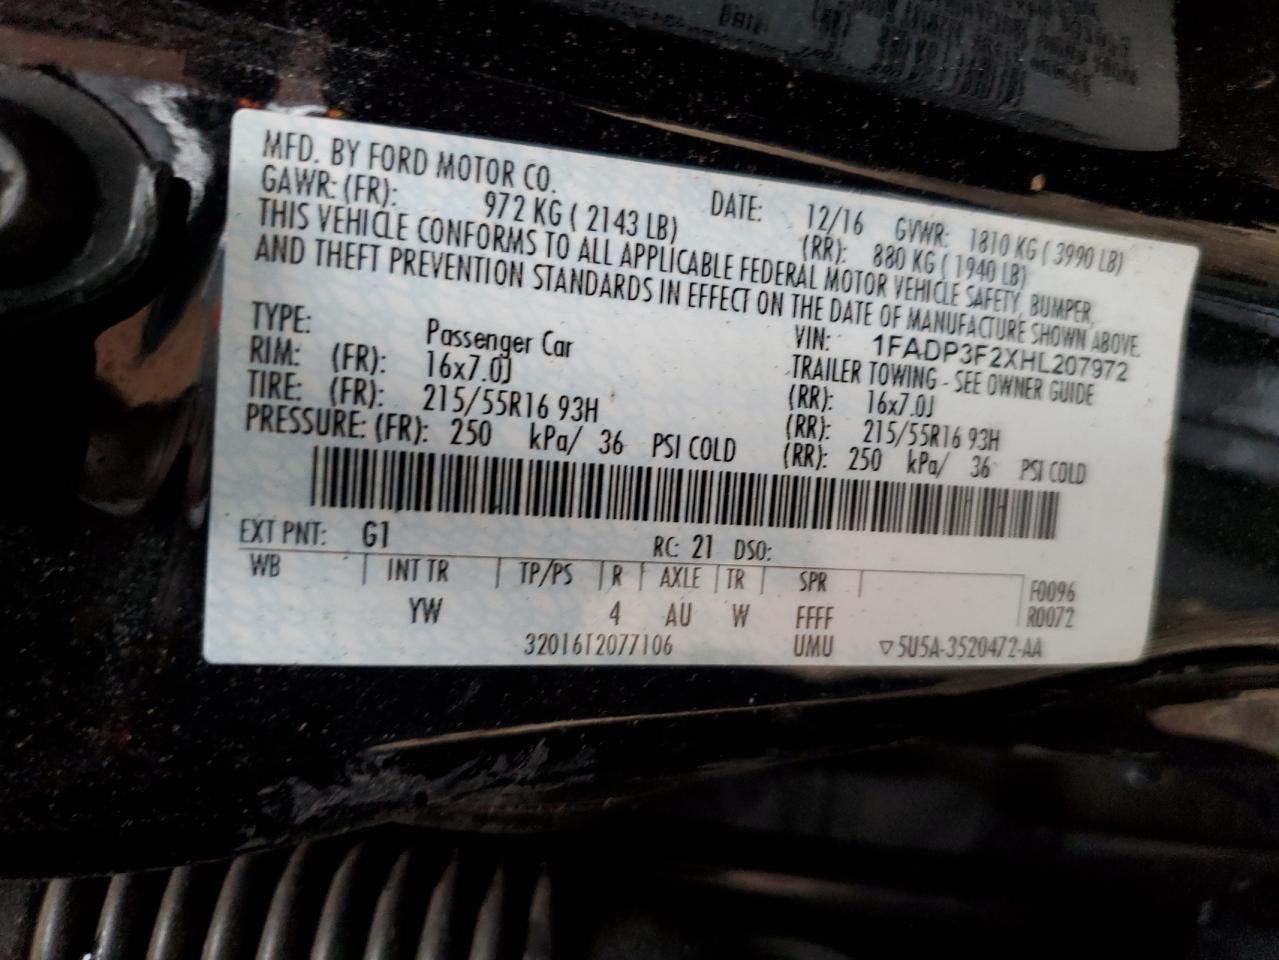 MFD. BY FORD MOTOR CO. DATE: 12/16 GVWR: 1810 KG ( 3990 LB)
GAWR: (FR): 972 KG ( 2143 LB) (RR): 880 KG ( 1940 LB)
THIS VEHICLE CONFORMS TO ALL APPLICABLE FEDERAL MOTOR VEHICLE SAFETY, BUMPER,
AND THEFT PREVENTION STANDARDS IN EFFECT ON THE DATE OF MANUFACTURE SHOWN ABOVE.
VIN: 1FADP3F2XHL207972
TYPE: Passenger Car TRAILER TOWING - SEE OWNER GUIDE
RIM: (FR): 16x7.0J (RR): 16x7.0J
TIRE: (FR): 215/55R16 93H (RR): 215/55R16 93H
PRESSURE: (FR): 250 kPa/ 36 PSI COLD (RR): 250 kPa/ 36 PSI COLD
EXT PNT: G1 RC: 21 DSO:
WB INT TR TP/PS R AXLE TR SPR F0096
YW 4 AU W FFFF R0072
32016T2077106 UMU ▽5U5A-3520472-AA